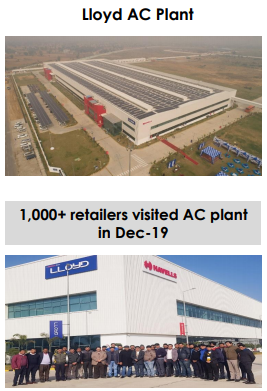 Lloyd AC Plant
1,000+ retailers visited AC plant
in Dec-19
LLOYD
HAVELLS